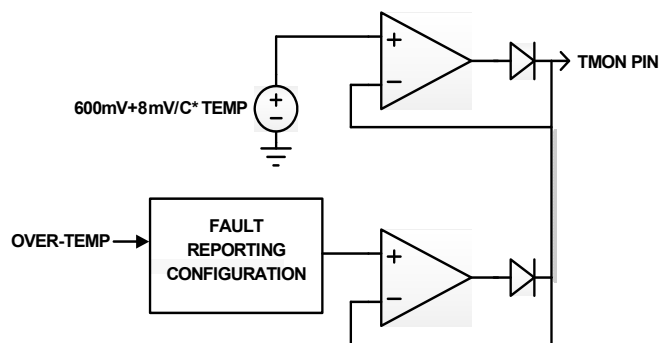 +
−
TMON PIN
600mV+8mV/C* TEMP
+
−
OVER-TEMP
FAULT
REPORTING
CONFIGURATION
+
−